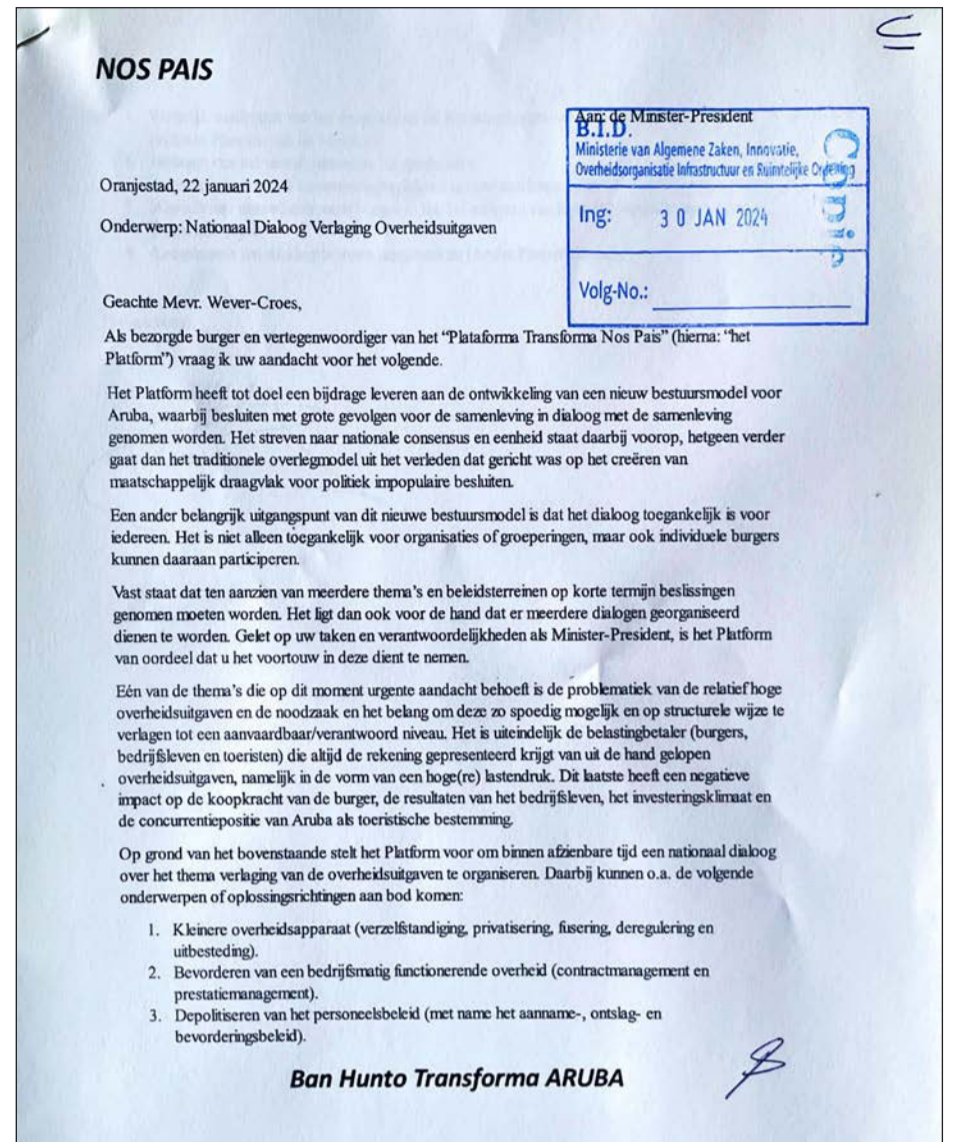 NOS PAIS
Aan: de Minster-President
B.I.D.
Ministerie van Algemene Zaken, Innovatie,
Overheidsorganisatie Infrastructuur en Ruimtelijke Ordening
Copie
Ing: 30 JAN 2024
Volg-No.:
Oranjestad, 22 januari 2024
Onderwerp: Nationaal Dialoog Verlaging Overheidsuitgaven
Geachte Mevr. Wever-Croes,
Als bezorgde burger en vertegenwoordiger van het “Plataforma Transforma Nos Pais” (hierna: “het
Platform”) vraag ik uw aandacht voor het volgende.
Het Platform heeft tot doel een bijdrage leveren aan de ontwikkeling van een nieuw bestuursmodel voor
Aruba, waarbij besluiten met grote gevolgen voor de samenleving in dialoog met de samenleving
genomen worden. Het streven naar nationale consensus en eenheid staat daarbij voorop, hetgeen verder
gaat dan het traditionele overlegmodel uit het verleden dat gericht was op het creëren van
maatschappelijk draagvlak voor politiek impopulaire besluiten.
Een ander belangrijk uitgangspunt van dit nieuwe bestuursmodel is dat het dialoog toegankelijk is voor
iedereen. Het is niet alleen toegankelijk voor organisaties of groeperingen, maar ook individuele burgers
kunnen daaraan participeren.
Vast staat dat ten aanzien van meerdere thema's en beleidsterreinen op korte termijn beslissingen
genomen moeten worden. Het ligt dan ook voor de hand dat er meerdere dialogen georganiseerd
dienen te worden. Gelet op uw taken en verantwoordelijkheden als Minister-President, is het Platform
van oordeel dat u het voortouw in deze dient te nemen.
Eén van de thema's die op dit moment urgente aandacht behoeft is de problematiek van de relatief hoge
overheidsuitgaven en de noodzaak en het belang om deze zo spoedig mogelijk en op structurele wijze te
verlagen tot een aanvaardbaar/verantwoord niveau. Het is uiteindelijk de belastingbetaler (burgers,
bedrijfsleven en toeristen) die altijd de rekening gepresenteerd krijgt van uit de hand gelopen
overheidsuitgaven, namelijk in de vorm van een hoge(re) lastendruk. Dit laatste heeft een negatieve
impact op de koopkracht van de burger, de resultaten van het bedrijfsleven, het investeringsklimaat en
de concurrentiepositie van Aruba als toeristische bestemming.
Op grond van het bovenstaande stelt het Platform voor om binnen afzienbare tijd een nationaal dialoog
over het thema verlaging van de overheidsuitgaven te organiseren. Daarbij kunnen o.a. de volgende
onderwerpen of oplossingsrichtingen aan bod komen:
1. Kleinere overheidsapparaat (verzelfstandiging, privatisering, fusering, deregulering en
uitbesteding).
2. Bevorderen van een bedrijfsmatig functionerende overheid (contractmanagement en
prestatiemanagement).
3. Depolitiseren van het personeelsbeleid (met name het aanname-, ontslag- en
bevorderingsbeleid).
Ban Hunto Transforma ARUBA